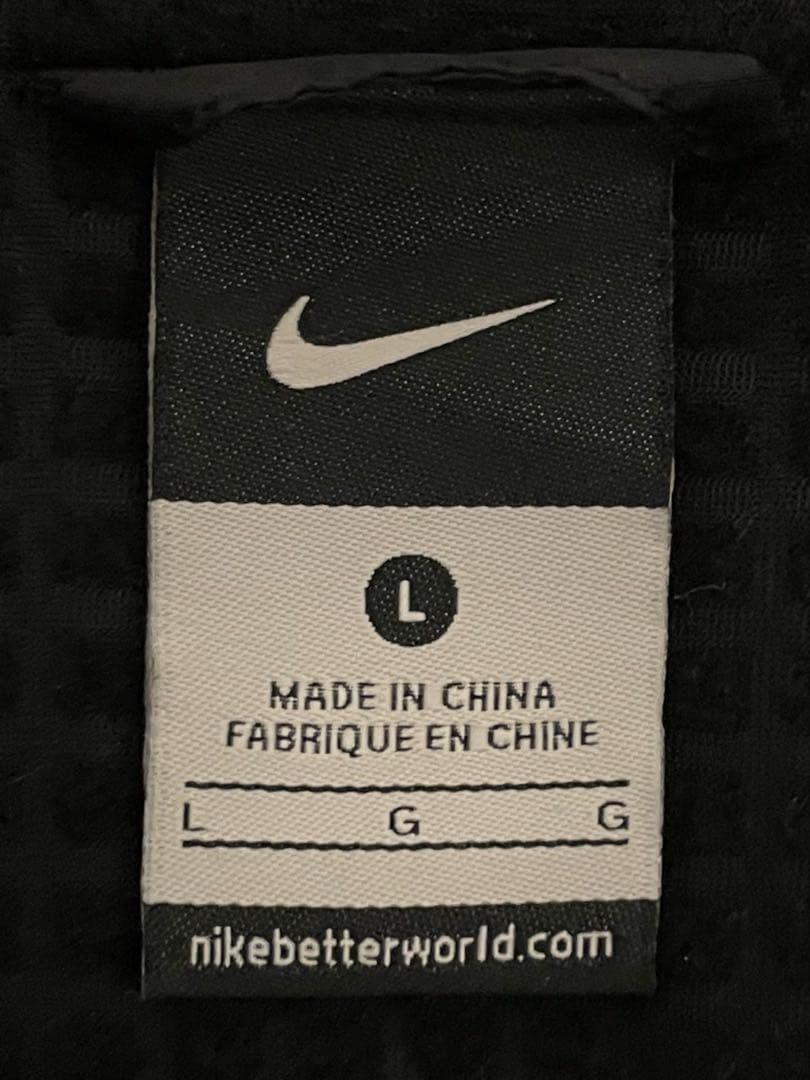 L
MADE IN CHINA
FABRIQUE EN CHINE
L G G
nikebetterworld.com